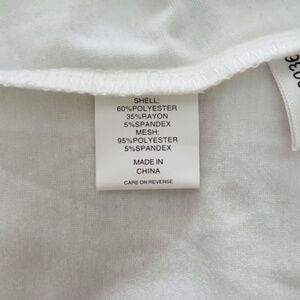 SHELL:
60%POLYESTER
35%RAYON
5%SPANDEX
MESH:
95%POLYESTER
5%SPANDEX
MADE IN
CHINA
CARE ON REVERSE